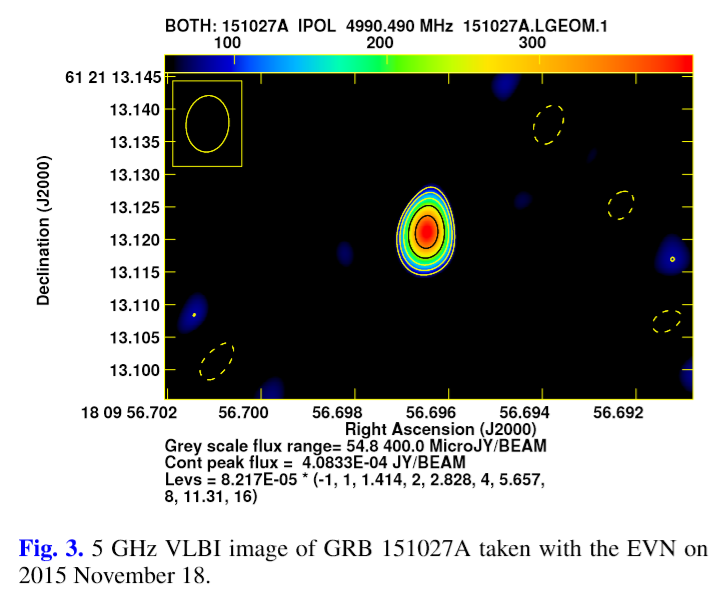 BOTH: 151027A IPOL 4990.490 MHz 151027A.LGEOM.1
100 200 300
61 21 13.145
13.140
13.135
13.130
13.125
13.120
13.115
13.110
13.105
13.100
Declination (J2000)
18 09 56.702 56.700 56.698 56.696 56.694 56.692
Right Ascension (J2000)
Grey scale flux range= 54.8 400.0 MicroJY/BEAM
Cont peak flux = 4.0833E-04 JY/BEAM
Levs = 8.217E-05 * (-1, 1, 1.414, 2, 2.828, 4, 5.657,
8, 11.31, 16)
Fig. 3. 5 GHz VLBI image of GRB 151027A taken with the EVN on
2015 November 18.